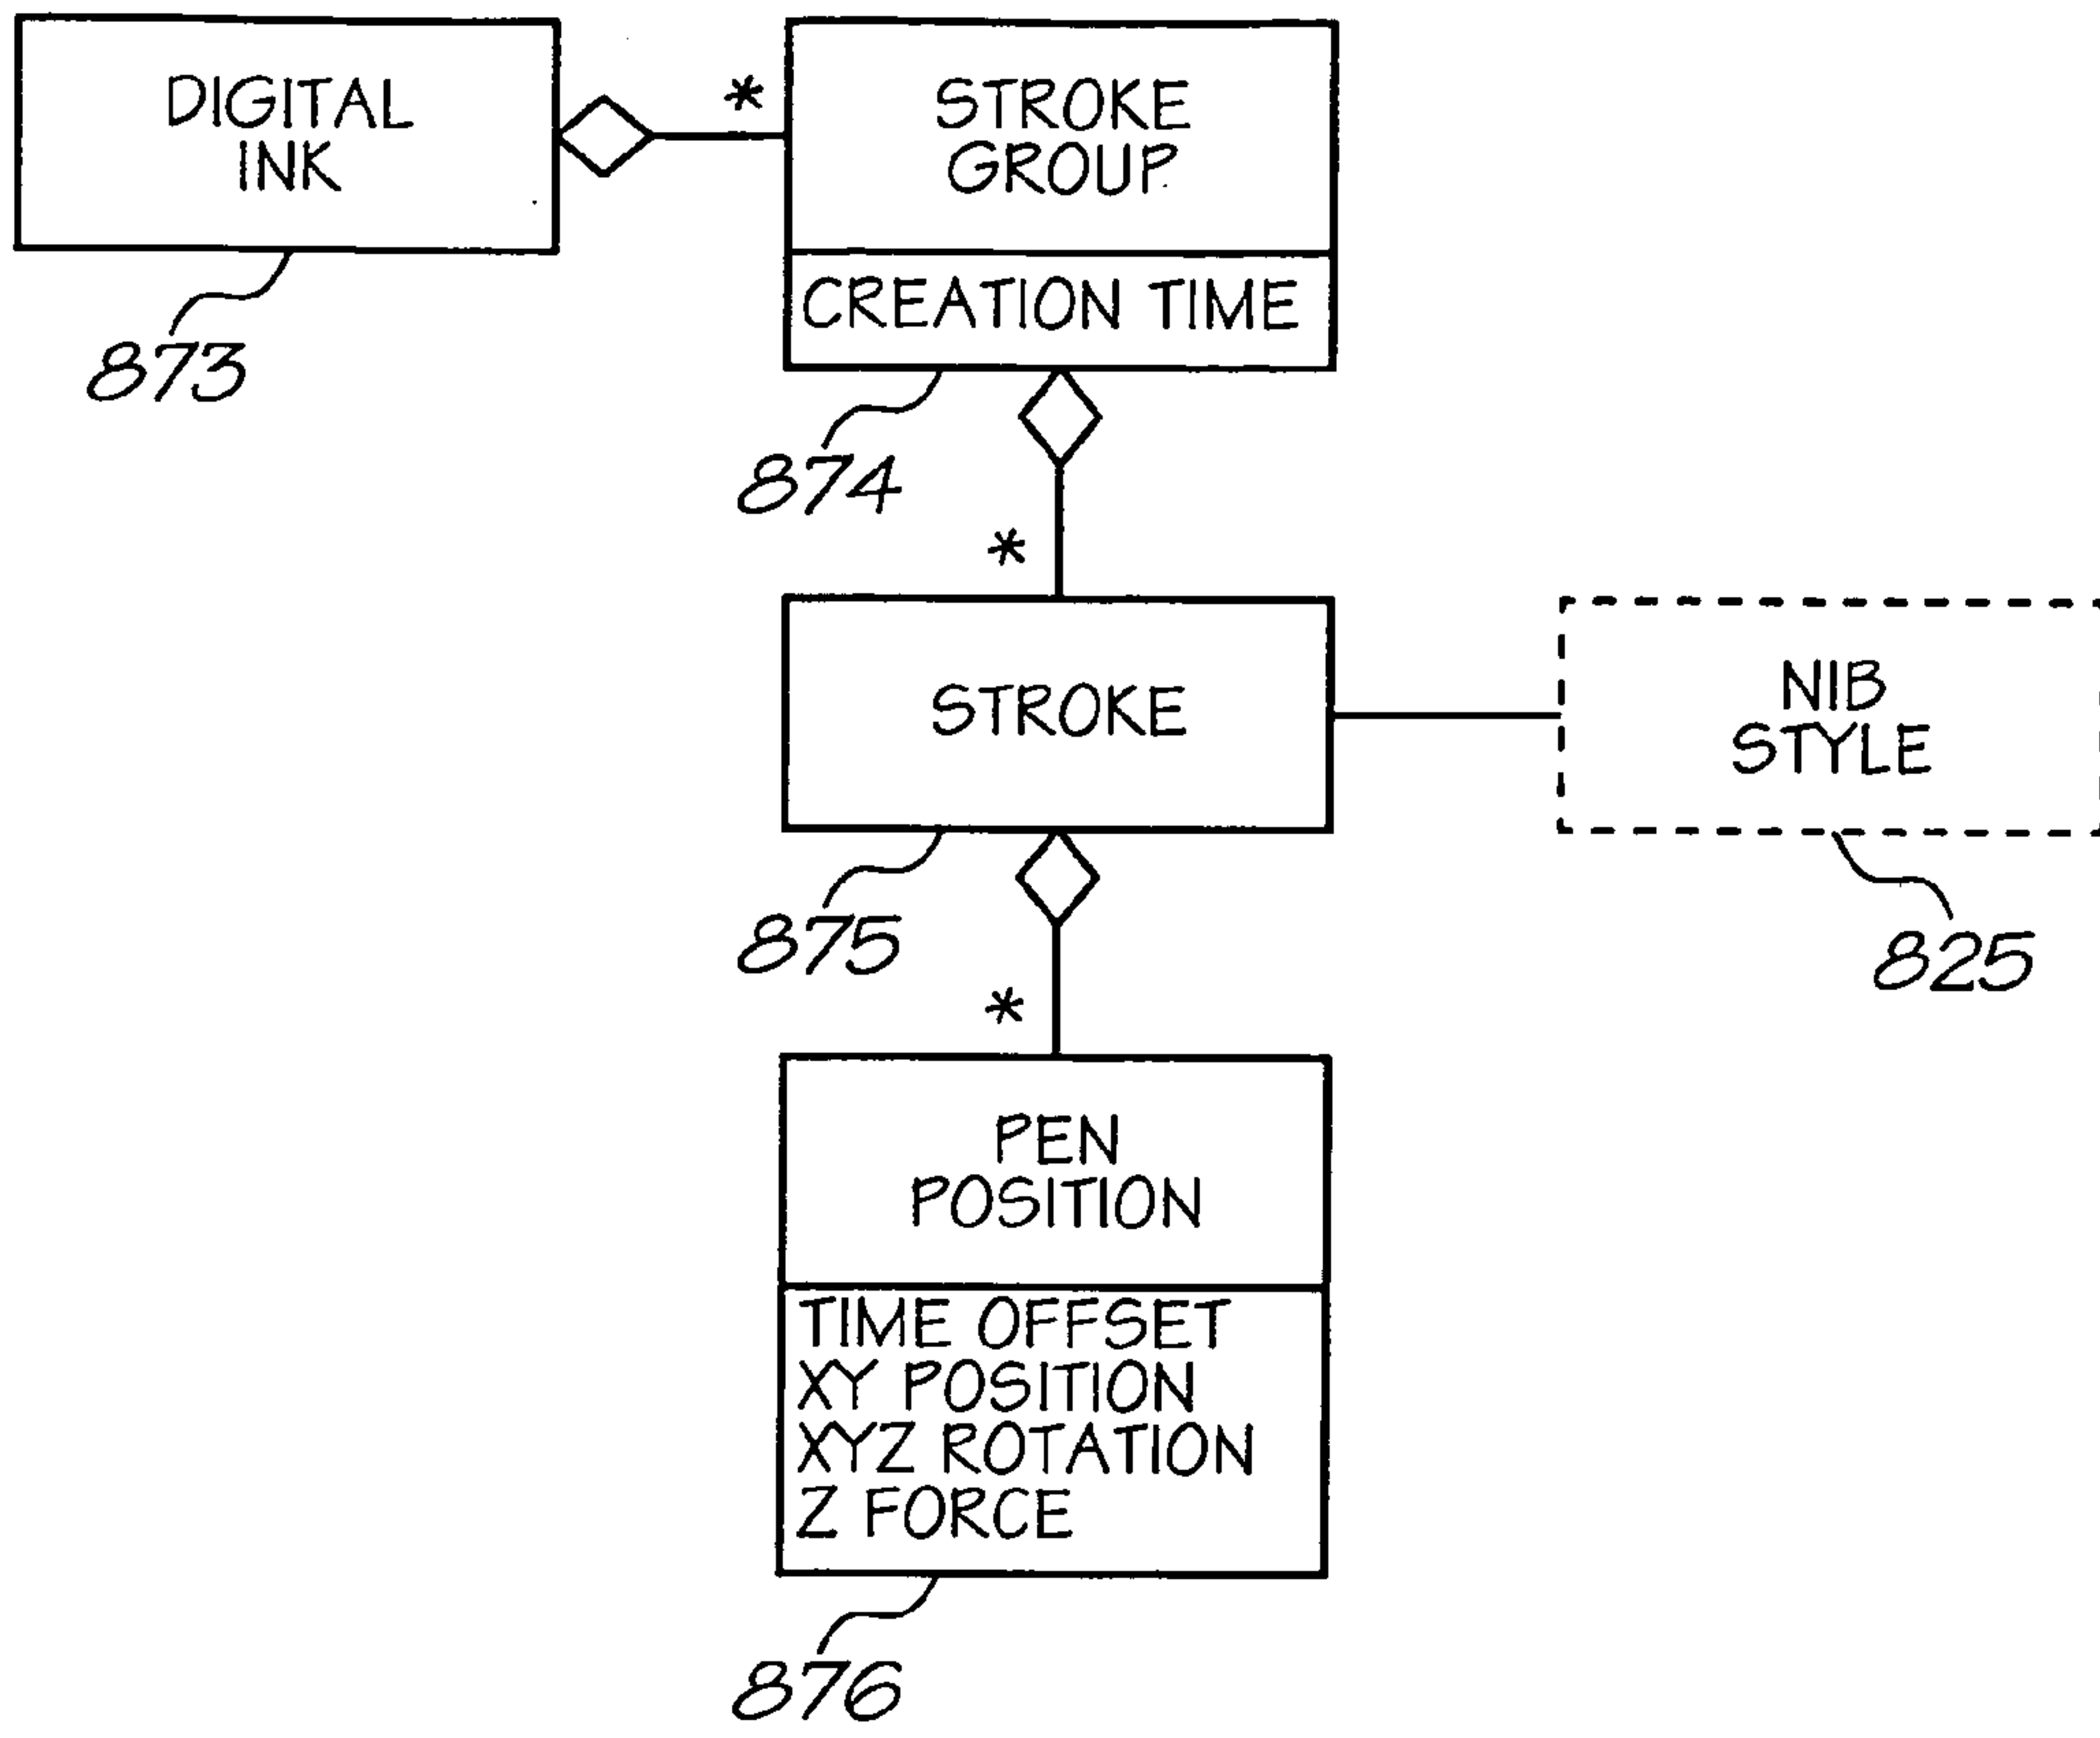 DIGITAL
INK
873
*
STROKE
GROUP
CREATION TIME
874
*
STROKE
875
NIB
STYLE
825
*
PEN
POSITION
TIME OFFSET
XY POSITION
XYZ ROTATION
Z FORCE
876